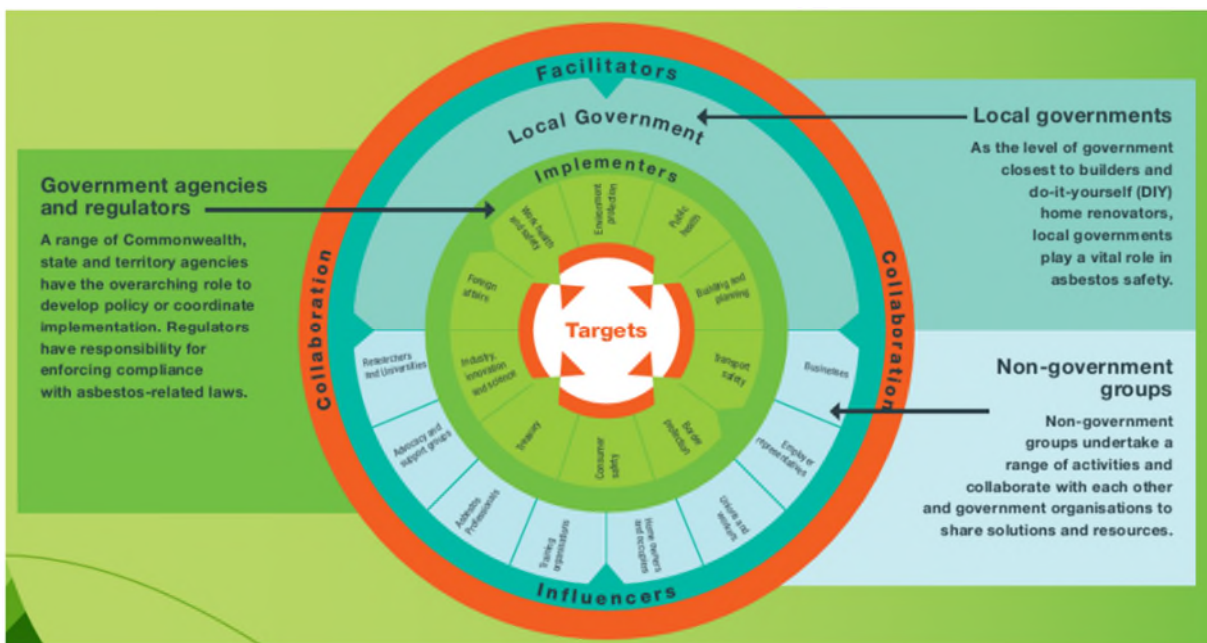 Facilitators
Local Government
Implementers
Work health
and safety
Environment
protection
Public
health
Building and
planning
Transport
safety
Border
protection
Consumer
safety
Treasury
Industry,
innovation
and science
Foreign
affairs
Targets
Collaboration
Collaboration
Researchers
and Universities
Advocacy and
support groups
Asbestos
Professionals
Training
organisations
Home owners
and occupiers
Unions and
workers
Employer
representatives
Businesses
Influencers
Government agencies
and regulators
A range of Commonwealth,
state and territory agencies
have the overarching role to
develop policy or coordinate
implementation. Regulators
have responsibility for
enforcing compliance
with asbestos-related laws.
Local governments
As the level of government
closest to builders and
do-it-yourself (DIY)
home renovators,
local governments
play a vital role in
asbestos safety.
Non-government
groups
Non-government
groups undertake a
range of activities and
collaborate with each other
and government organisations to
share solutions and resources.